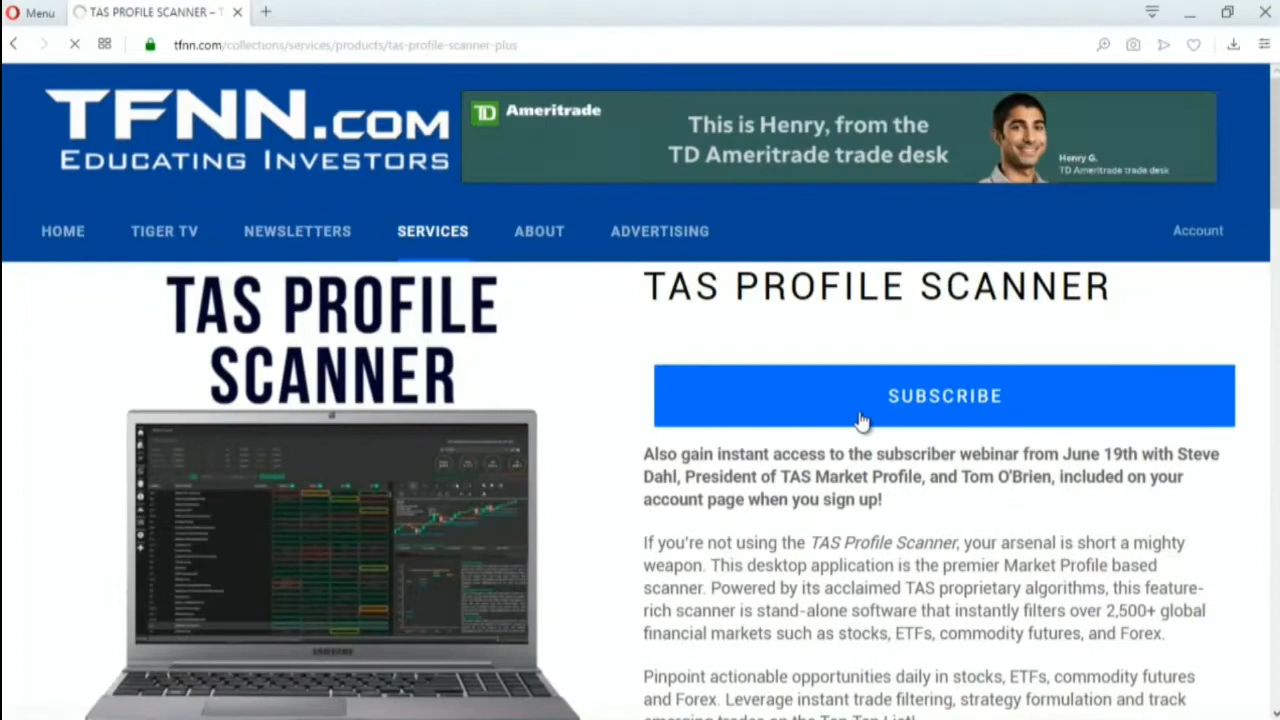 Menu
TAS PROFILE SCANNER – T
tfnn.com/collections/services/products/tas-profile-scanner-plus
TFNN.COM
EDUCATING INVESTORS
TD Ameritrade
This is Henry, from the
TD Ameritrade trade desk
Henry G.
TD Ameritrade trade desk
HOME TIGER TV NEWSLETTERS SERVICES ABOUT ADVERTISING Account
TAS PROFILE
SCANNER
SAMSUNG
TAS PROFILE SCANNER
SUBSCRIBE
Also gain instant access to the subscriber webinar from June 19th with Steve
Dahl, President of TAS Market Profile, and Tom O'Brien, included on your
account page when you sign up!
If you're not using the TAS Profile Scanner, your arsenal is short a mighty
weapon. This desktop application is the premier Market Profile based
scanner. Powered by its acclaimed TAS proprietary algorithms, this feature-
rich scanner is stand-alone software that instantly filters over 2,500+ global
financial markets such as stocks, ETFs, commodity futures, and Forex.
Pinpoint actionable opportunities daily in stocks, ETFs, commodity futures
and Forex. Leverage instant trade filtering, strategy formulation and track
emerging trades on the Top Ten List!